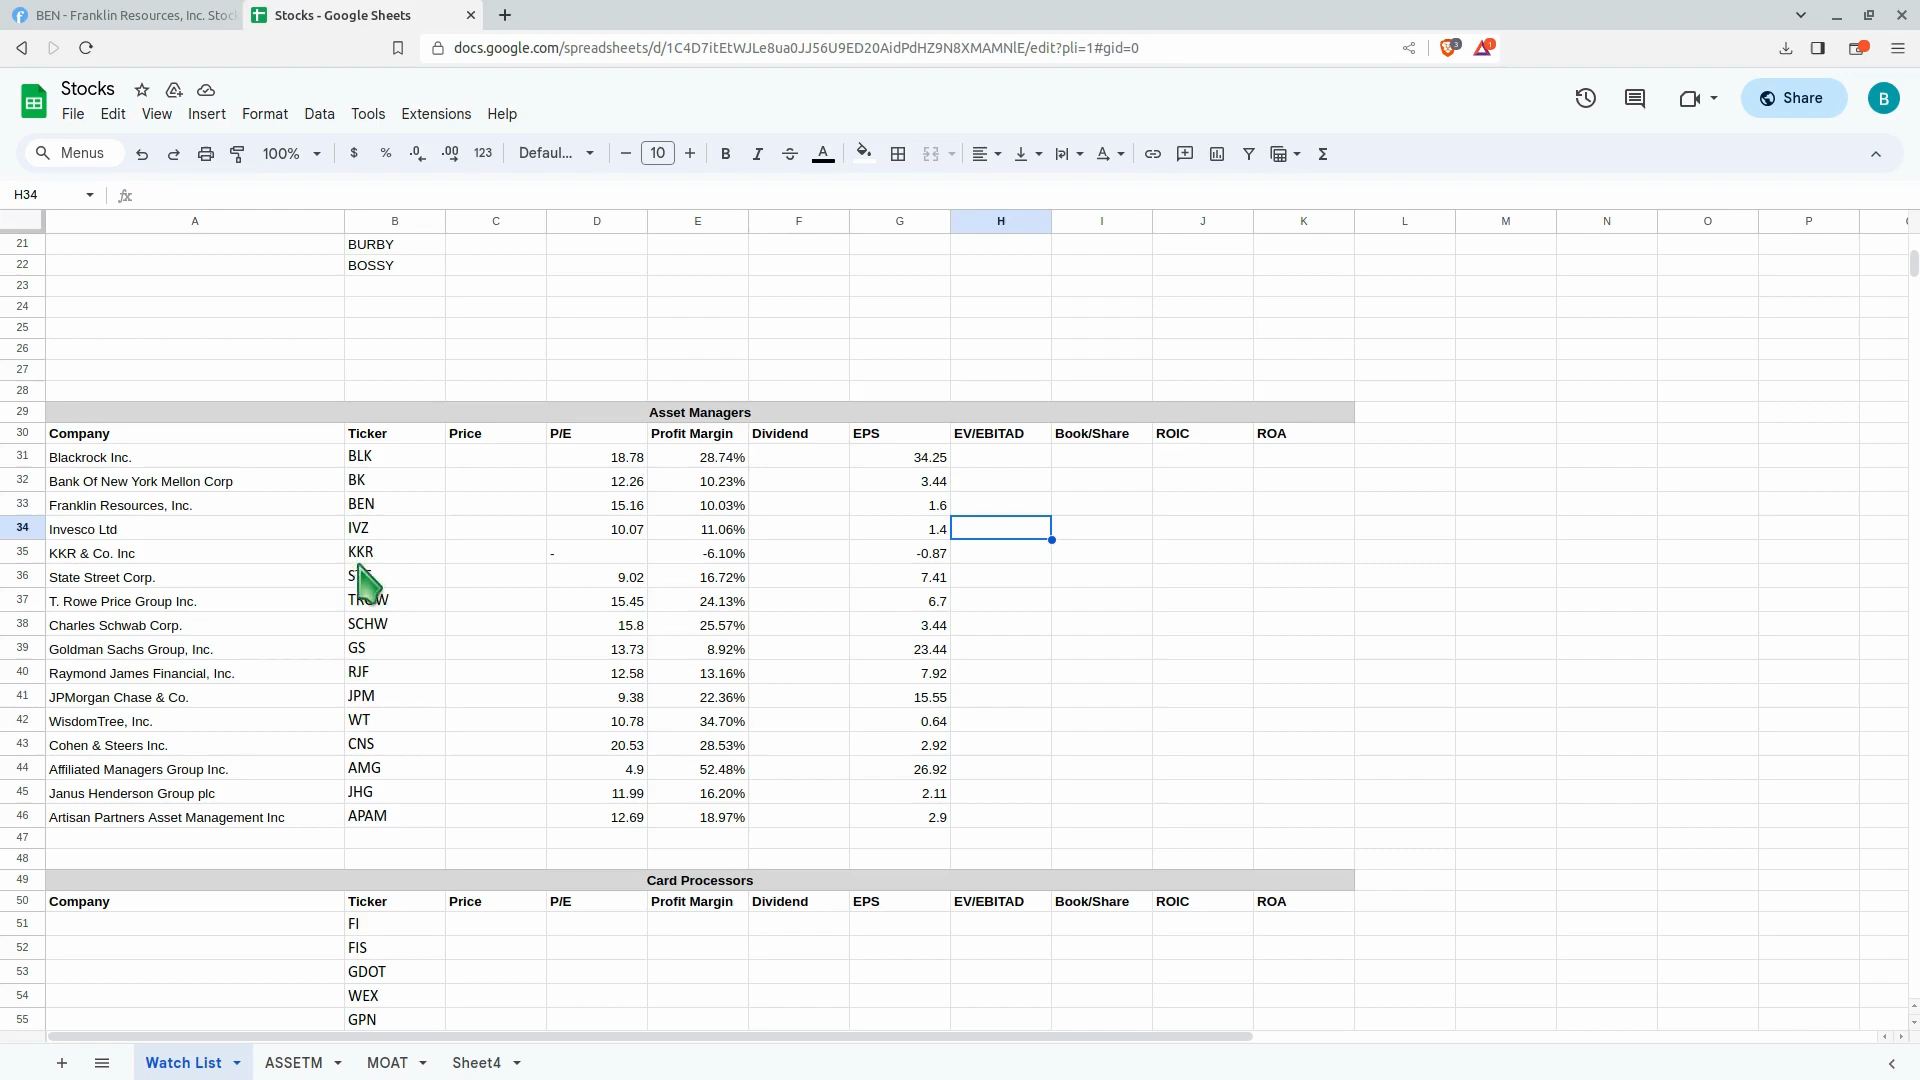 BEN - Franklin Resources, Inc. Stoc
Stocks - Google Sheets
docs.google.com/spreadsheets/d/1C4D7itEtWJLe8ua0JJ56U9ED20AidPdHZ9N8XMAMNlE/edit?pli=1#gid=0
3
1
Stocks
File Edit View Insert Format Data Tools Extensions Help
Share
B
Menus 100% $ % .0 .00 123 Defaul... 10 B I A
H34
fx
A B C D E F G H I J K L M N O P
21 BURBY
22 BOSSY
23
24
25
26
27
28
29 Asset Managers
30 Company Ticker Price P/E Profit Margin Dividend EPS EV/EBITAD Book/Share ROIC ROA
31 Blackrock Inc. BLK 18.78 28.74% 34.25
32 Bank Of New York Mellon Corp BK 12.26 10.23% 3.44
33 Franklin Resources, Inc. BEN 15.16 10.03% 1.6
34 Invesco Ltd IVZ 10.07 11.06% 1.4
35 KKR & Co. Inc KKR - -6.10% -0.87
36 State Street Corp. 9.02 16.72% 7.41
37 T. Rowe Price Group Inc. TROW 15.45 24.13% 6.7
38 Charles Schwab Corp. SCHW 15.8 25.57% 3.44
39 Goldman Sachs Group, Inc. GS 13.73 8.92% 23.44
40 Raymond James Financial, Inc. RJF 12.58 13.16% 7.92
41 JPMorgan Chase & Co. JPM 9.38 22.36% 15.55
42 WisdomTree, Inc. WT 10.78 34.70% 0.64
43 Cohen & Steers Inc. CNS 20.53 28.53% 2.92
44 Affiliated Managers Group Inc. AMG 4.9 52.48% 26.92
45 Janus Henderson Group plc JHG 11.99 16.20% 2.11
46 Artisan Partners Asset Management Inc APAM 12.69 18.97% 2.9
47
48
49 Card Processors
50 Company Ticker Price P/E Profit Margin Dividend EPS EV/EBITAD Book/Share ROIC ROA
51 FI
52 FIS
53 GDOT
54 WEX
55 GPN
Watch List ASSETM MOAT Sheet4